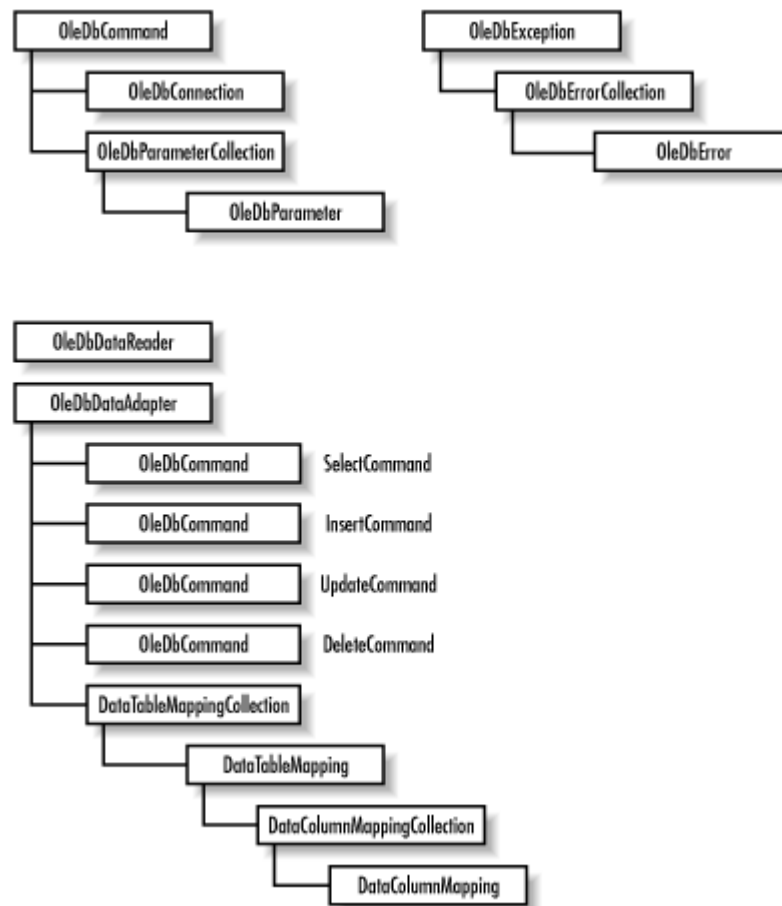 OleDbCommand
OleDbConnection
OleDbParameterCollection
OleDbParameter
OleDbException
OleDbErrorCollection
OleDbError
OleDbDataReader
OleDbDataAdapter
OleDbCommand SelectCommand
OleDbCommand InsertCommand
OleDbCommand UpdateCommand
OleDbCommand DeleteCommand
DataTableMappingCollection
DataTableMapping
DataColumnMappingCollection
DataColumnMapping